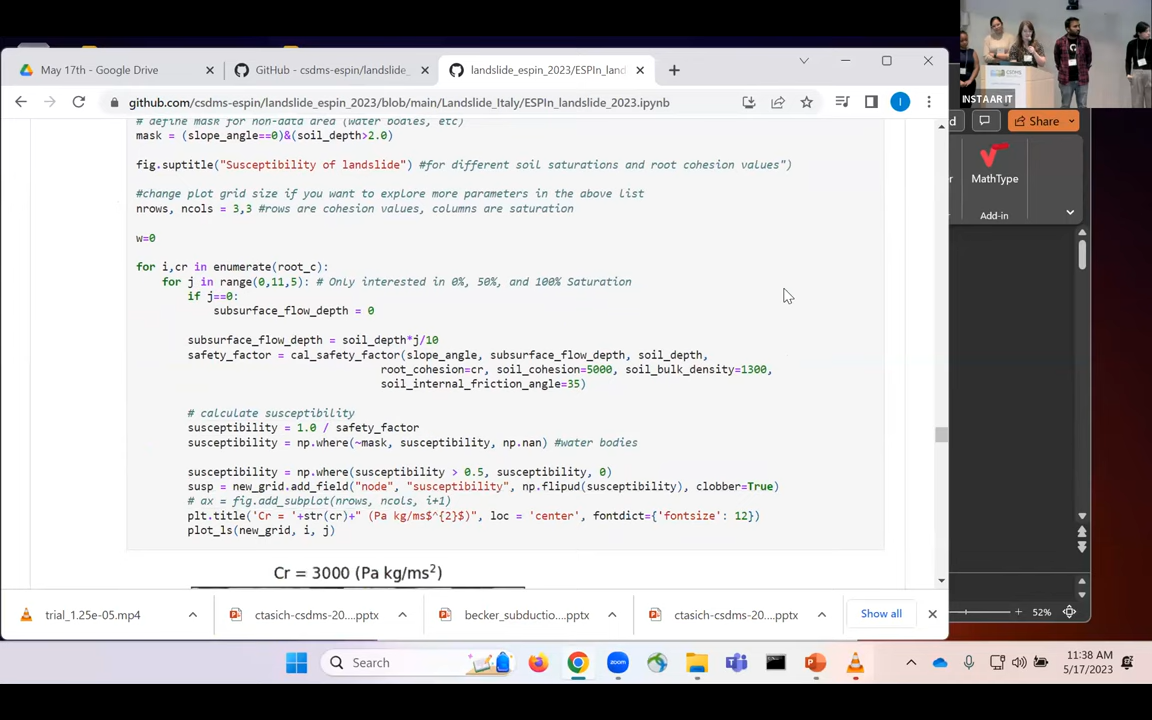 May 17th - Google Drive
GitHub - csdms-espin/landslide_
landslide_espin_2023/ESPIn_land
github.com/csdms-espin/landslide_espin_2023/blob/main/Landslide_Italy/ESPIn_landslide_2023.ipynb
INSTAAR IT
Share
MathType
Add-in
# define mask for non-data area (water bodies, etc)
mask = (slope_angle==0)&(soil_depth>2.0)
fig.suptitle("Susceptibility of landslide") #for different soil saturations and root cohesion values")
#change plot grid size if you want to explore more parameters in the above list
nrows, ncols = 3,3 #rows are cohesion values, columns are saturation
w=0
for i,cr in enumerate(root_c):
for j in range(0,11,5): # Only interested in 0%, 50%, and 100% Saturation
if j==0:
subsurface_flow_depth = 0
subsurface_flow_depth = soil_depth*j/10
safety_factor = cal_safety_factor(slope_angle, subsurface_flow_depth, soil_depth,
root_cohesion=cr, soil_cohesion=5000, soil_bulk_density=1300,
soil_internal_friction_angle=35)
# calculate susceptibility
susceptibility = 1.0 / safety_factor
susceptibility = np.where(~mask, susceptibility, np.nan) #water bodies
susceptibility = np.where(susceptibility > 0.5, susceptibility, 0)
susp = new_grid.add_field("node", "susceptibility", np.flipud(susceptibility), clobber=True)
# ax = fig.add_subplot(nrows, ncols, i+1)
plt.title('Cr = '+str(cr)+" (Pa kg/ms$^{2}$)", loc = 'center', fontdict={'fontsize': 12})
plot_ls(new_grid, i, j)
Cr = 3000 (Pa kg/ms²)
trial_1.25e-05.mp4
ctasich-csdms-20....pptx
becker_subductio....pptx
ctasich-csdms-20....pptx
Show all
52%
Search
11:38 AM
5/17/2023